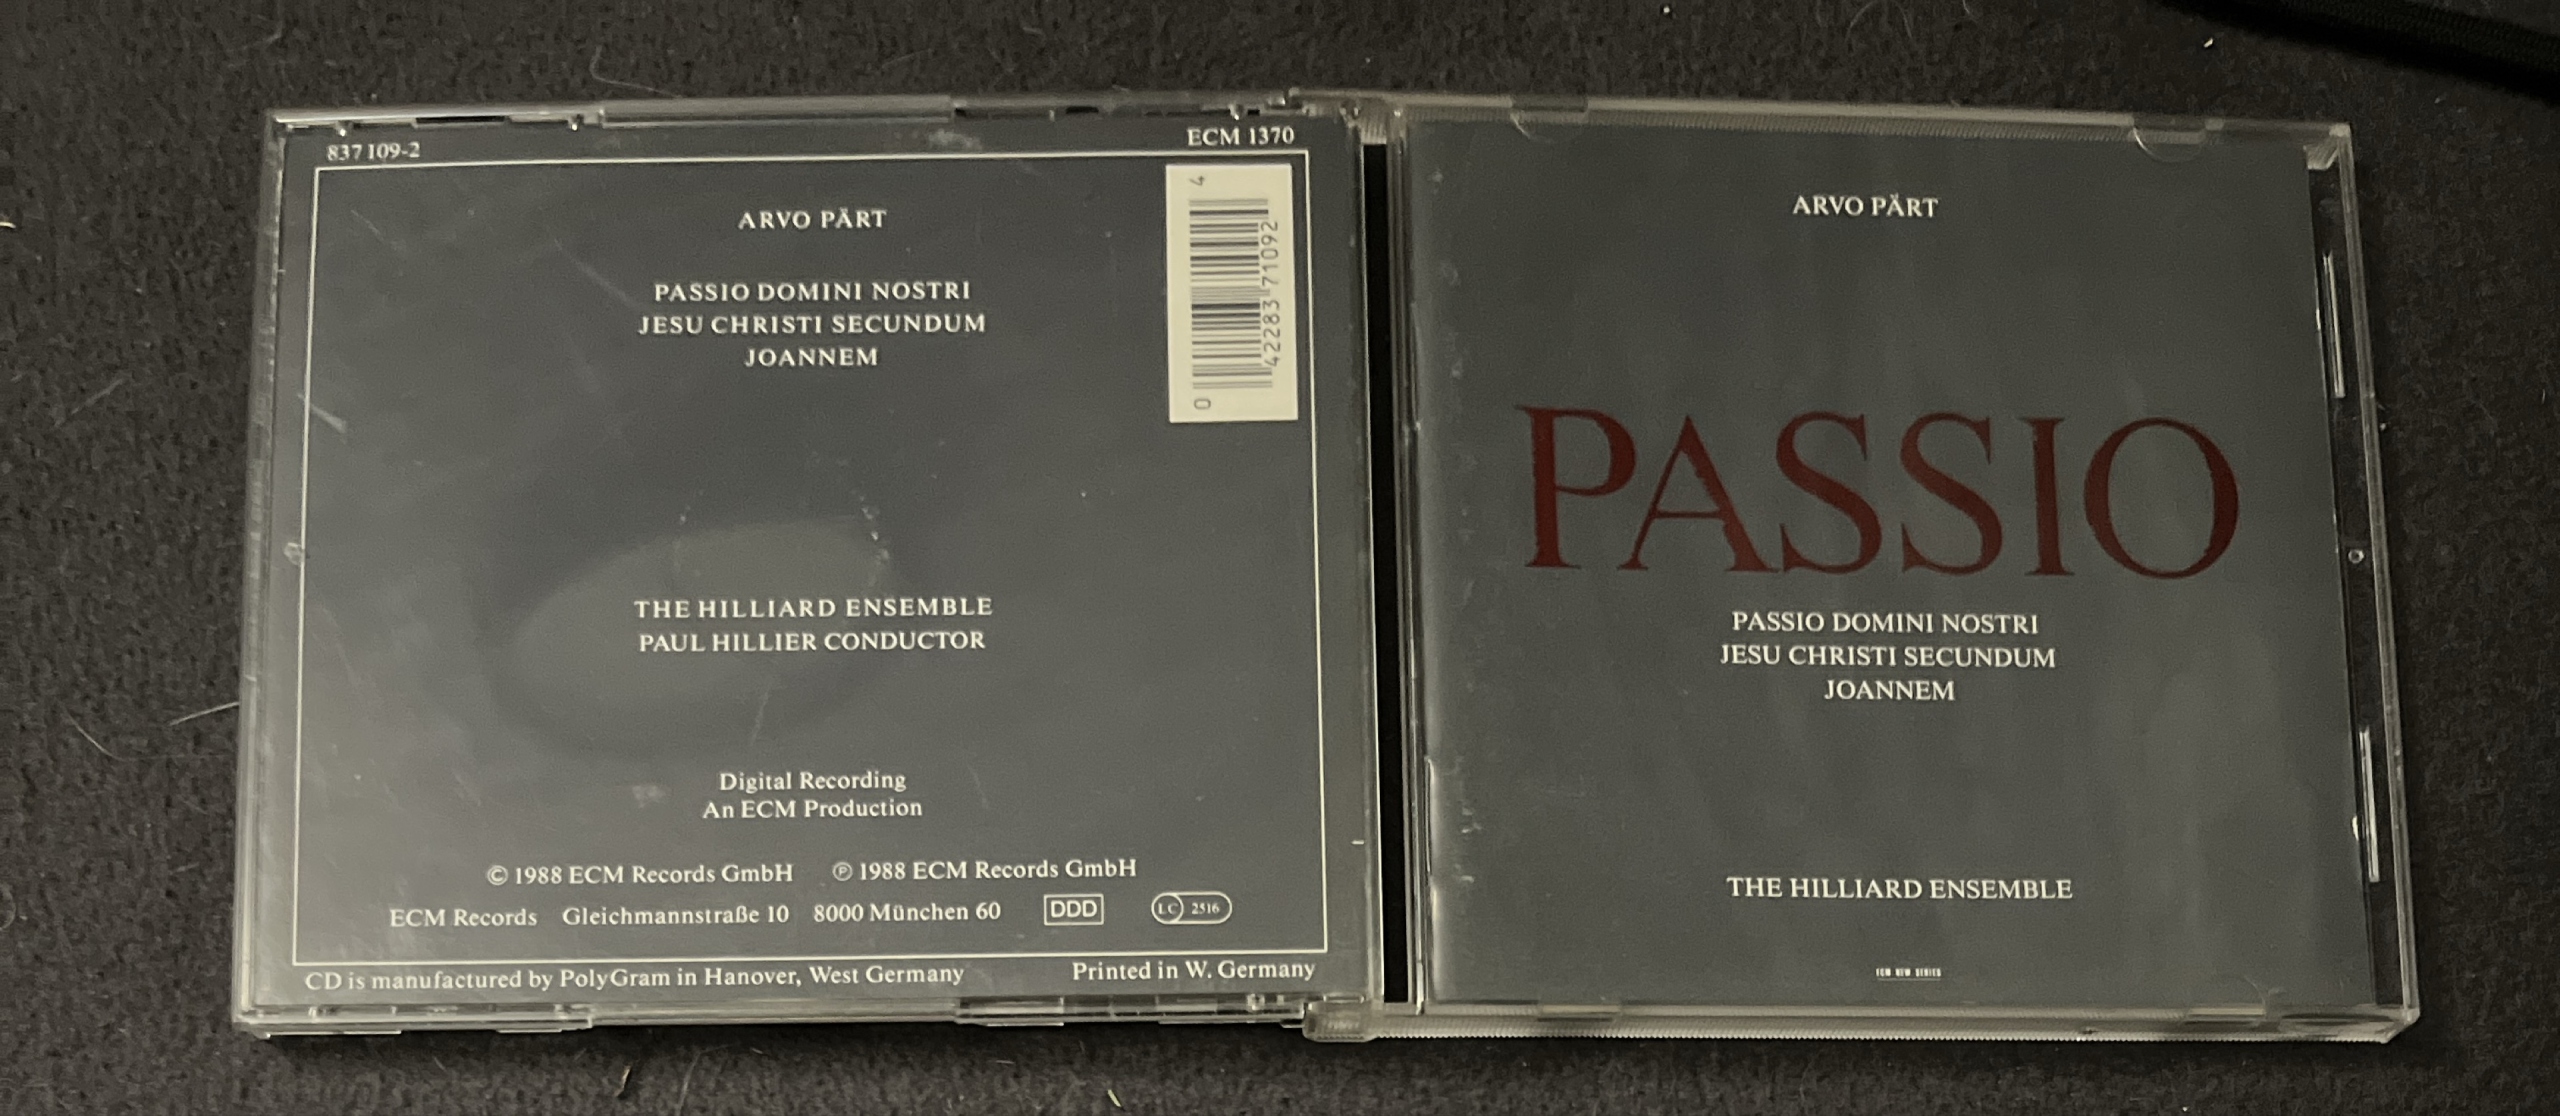 837 109-2
ECM 1370
ARVO PÄRT
PASSIO DOMINI NOSTRI
JESU CHRISTI SECUNDUM
JOANNEM
0 42283 71092 4
THE HILLIARD ENSEMBLE
PAUL HILLIER CONDUCTOR
Digital Recording
An ECM Production
© 1988 ECM Records GmbH ℗ 1988 ECM Records GmbH
ECM Records Gleichmannstraße 10 8000 München 60 DDD LC 2516
CD is manufactured by PolyGram in Hanover, West Germany
Printed in W. Germany
ARVO PÄRT
PASSIO
PASSIO DOMINI NOSTRI
JESU CHRISTI SECUNDUM
JOANNEM
THE HILLIARD ENSEMBLE
ECM NEW SERIES